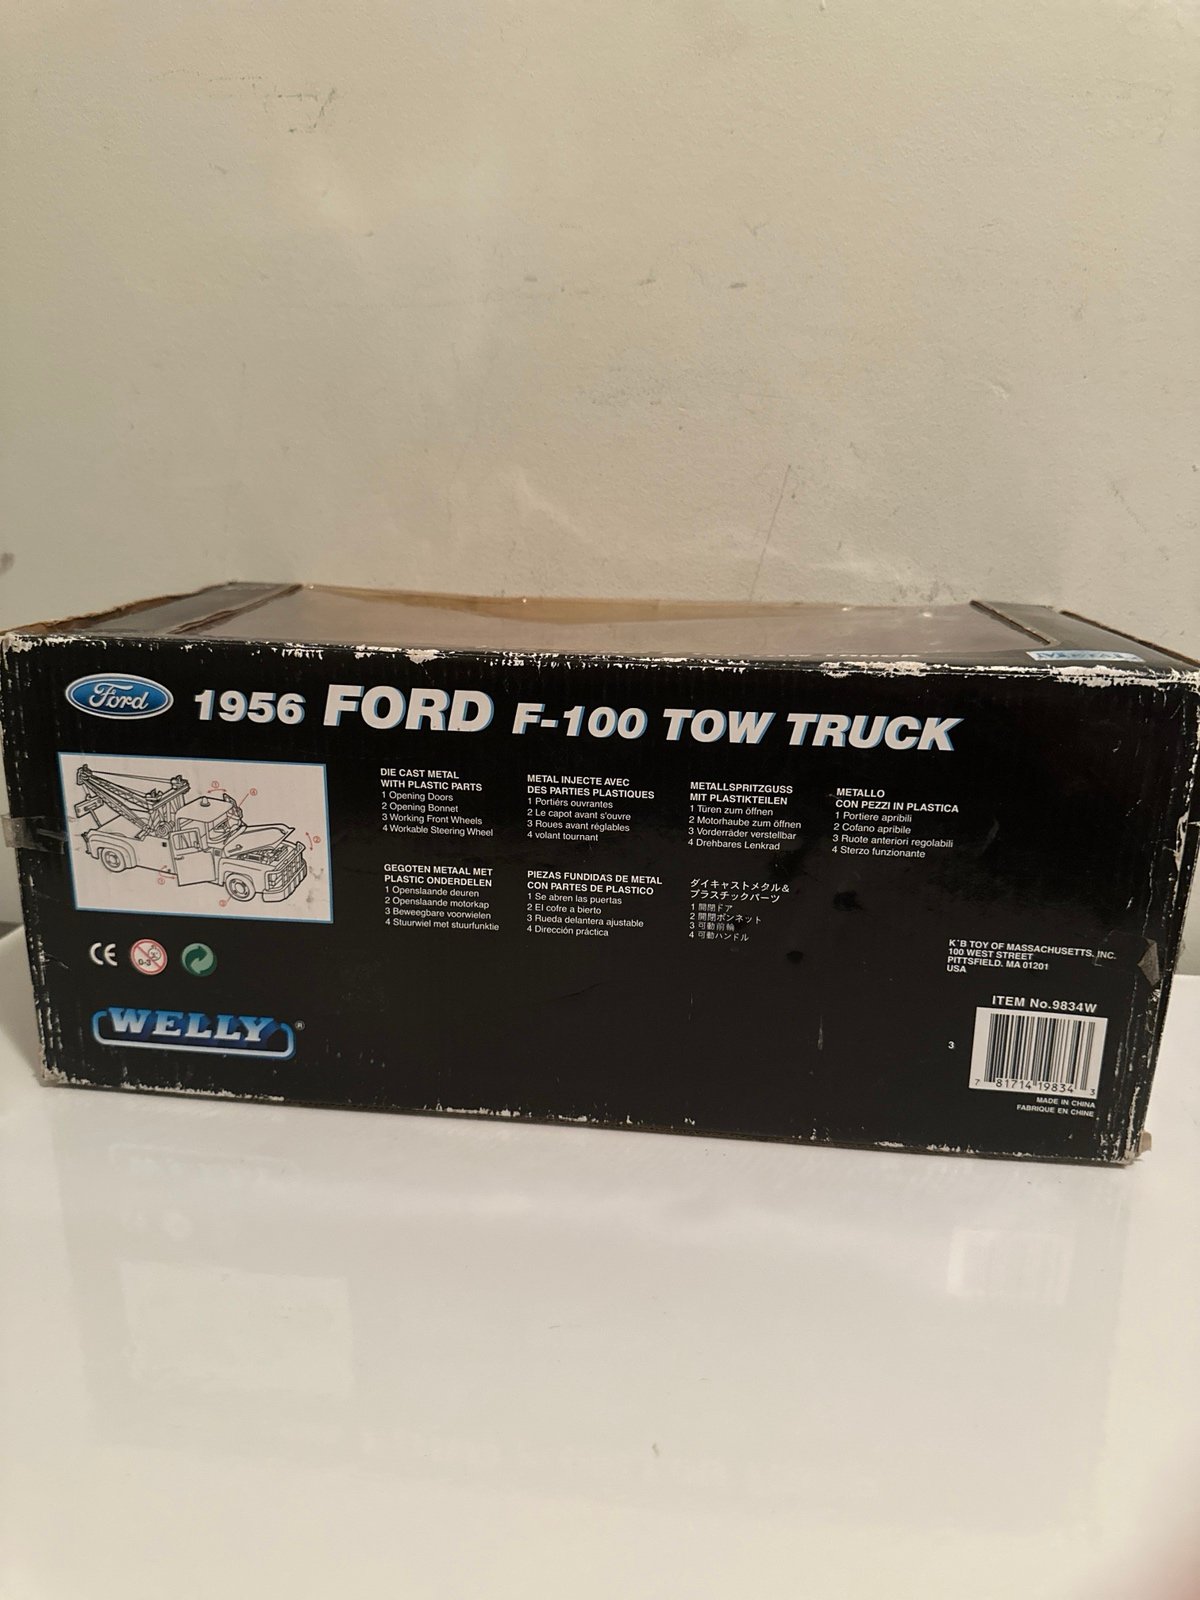 Ford
1956 FORD F-100 TOW TRUCK
DIE CAST METAL
WITH PLASTIC PARTS
1 Opening Doors
2 Opening Bonnet
3 Working Front Wheels
4 Workable Steering Wheel
METAL INJECTE AVEC
DES PARTIES PLASTIQUES
1 Portiérs ouvrantes
2 Le capot avant s'ouvre
3 Roues avant réglables
4 volant tournant
METALLSPRITZGUSS
MIT PLASTIKTEILEN
1 Türen zum öffnen
2 Motorhaube zum öffnen
3 Vorderräder verstellbar
4 Drehbares Lenkrad
METALLO
CON PEZZI IN PLASTICA
1 Portiere apribili
2 Cofano apribile
3 Ruote anteriori regolabili
4 Sterzo funzionante
GEGOTEN METAAL MET
PLASTIC ONDERDELEN
1 Openslaande deuren
2 Openslaande motorkap
3 Beweegbare voorwielen
4 Stuurwiel met stuurfunktie
PIEZAS FUNDIDAS DE METAL
CON PARTES DE PLASTICO
1 Se abren las puertas
2 El cofre a bierto
3 Rueda delantera ajustable
4 Dirección práctica
ダイキャストメタル&
プラスチックパーツ
1 開閉ドア
2 開閉ボンネット
3 可動前輪
4 可動ハンドル
CE
0-3
WELLY®
K*B TOY OF MASSACHUSETTS, INC.
100 WEST STREET
PITTSFIELD. MA 01201
USA
ITEM No.9834W
3
7 81714 19834 3
MADE IN CHINA
FABRIQUE EN CHINE